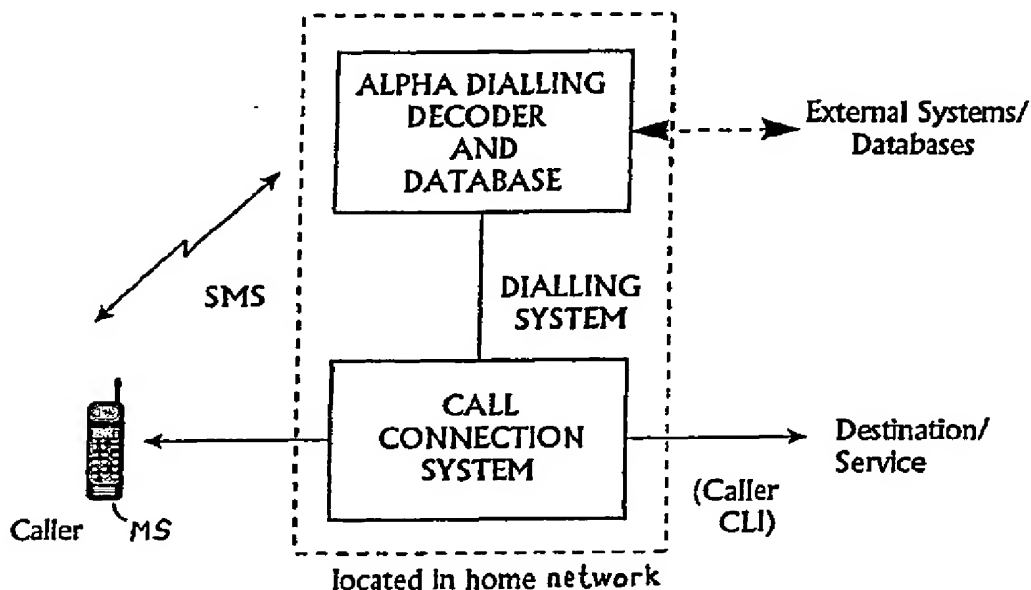 ALPHA DIALLING
DECODER
AND
DATABASE
External Systems/
Databases
SMS
DIALLING
SYSTEM
CALL
CONNECTION
SYSTEM
Destination/
Service
(Caller
CLI)
Caller
MS
located in home network